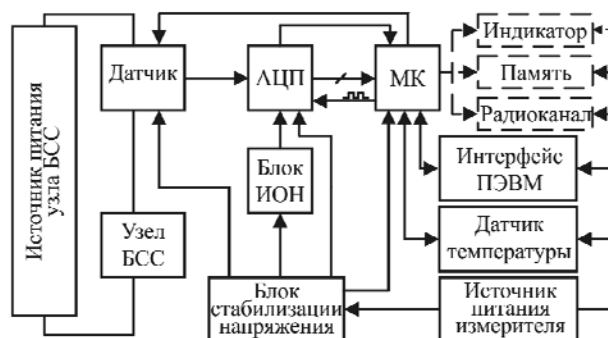 Источник питания
узла БСС
Датчик
АЦП
МК
Индикатор
Память
Радиоканал
Блок
ИОН
Интерфейс
ПЭВМ
Узел
БСС
Датчик
температуры
Блок
стабилизации
напряжения
Источник
питания
измерителя